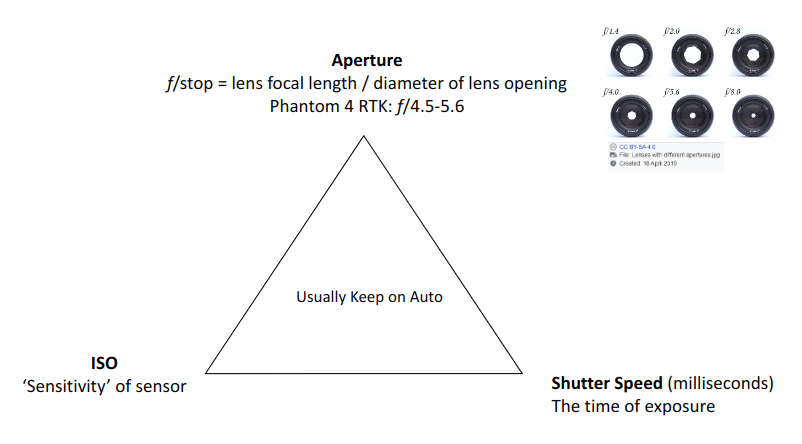 Aperture
f/stop = lens focal length / diameter of lens opening
Phantom 4 RTK: f/4.5-5.6
f/1.4
f/2.0
f/2.8
f/4.0
f/5.6
f/8.0
CC BY-SA 4.0
File: Lenses with different apertures.jpg
Created: 16 April 2019
Usually Keep on Auto
ISO
‘Sensitivity’ of sensor
Shutter Speed (milliseconds)
The time of exposure